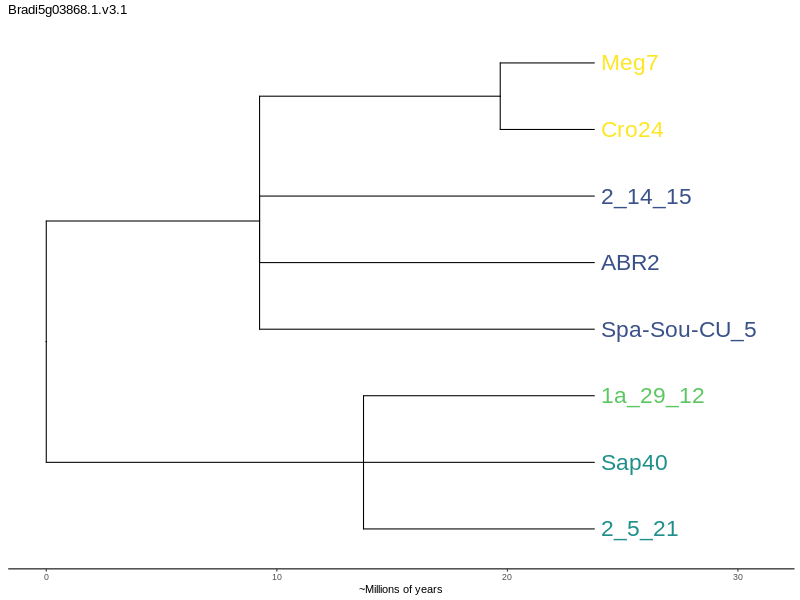 Bradi5g03868.1.v3.1
Meg7
Cro24
2_14_15
ABR2
Spa-Sou-CU_5
1a_29_12
Sap40
2_5_21
0 10 20 30
~Millions of years